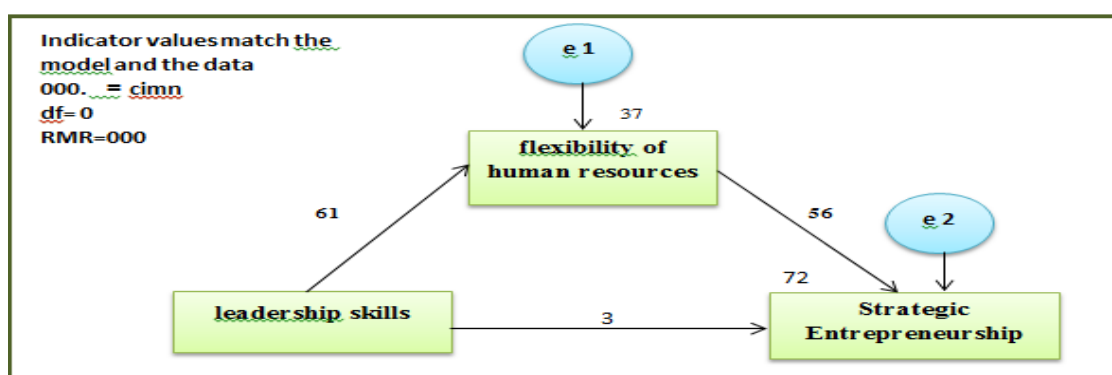 Indicator values match the
model and the data
000. = cimn
df= 0
RMR=000
e 1
37
flexibility of
human resources
61
56
e 2
72
leadership skills
3
Strategic
Entrepreneurship